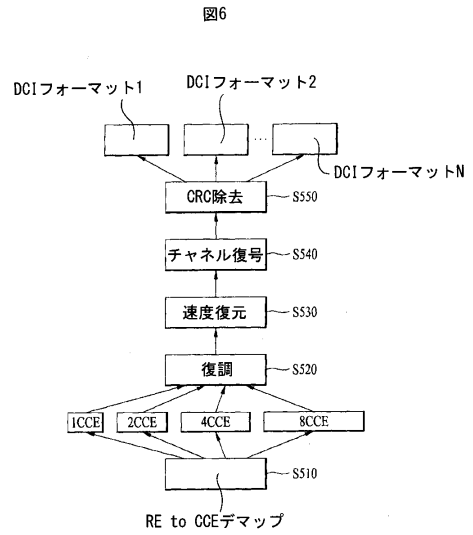 図6
DCIフォーマット1
DCIフォーマット2
...
DCIフォーマットN
CRC除去
S550
チャネル復号
S540
速度復元
S530
復調
S520
1CCE
2CCE
4CCE
8CCE
S510
RE to CCEデマップ